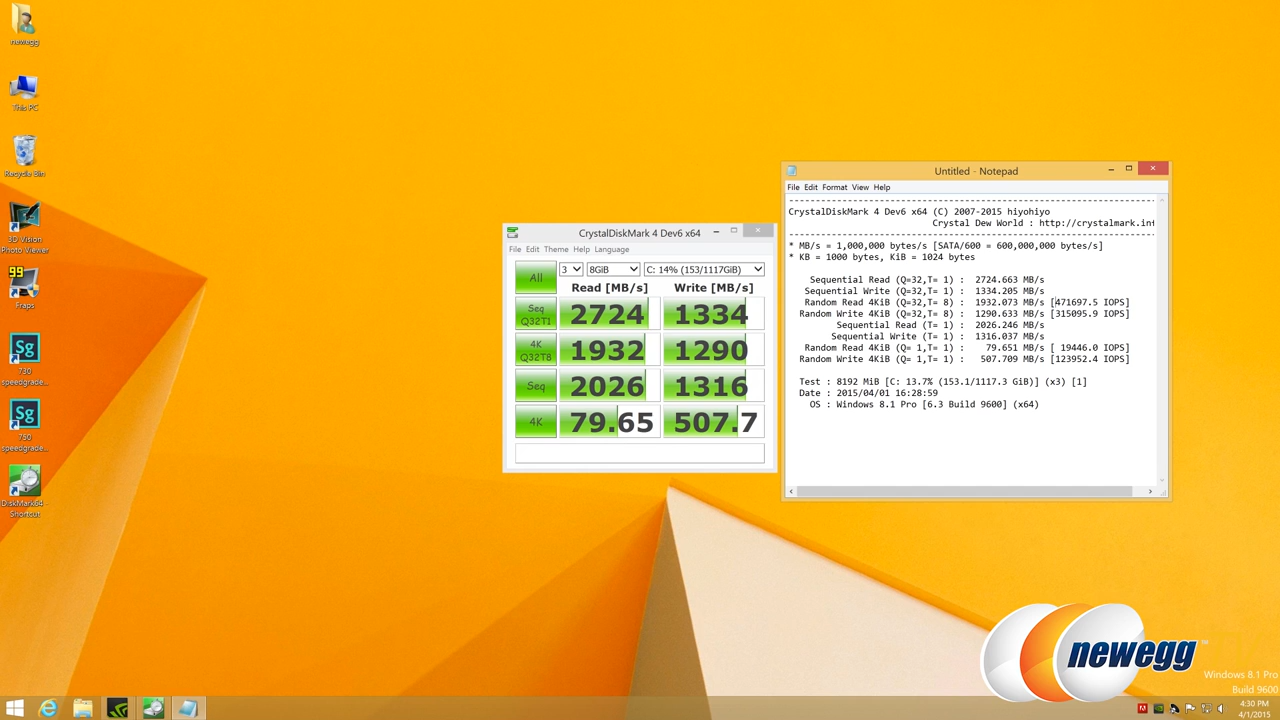 newegg
This PC
Recycle Bin
3D Vision
Photo Viewer
99
Fraps
Sg
730
speedgrade...
Sg
750
speedgrade...
DiskMark64 -
Shortcut
CrystalDiskMark 4 Dev6 x64
File Edit Theme Help Language
All
3
8GiB
C: 14% (153/1117GiB)
Read [MB/s] Write [MB/s]
Seq
Q32T1
2724 1334
4K
Q32T8
1932 1290
Seq
2026 1316
4K
79.65 507.7
Untitled - Notepad
File Edit Format View Help
-----------------------------------------------------------------------
CrystalDiskMark 4 Dev6 x64 (C) 2007-2015 hiyohiyo
Crystal Dew World : http://crystalmark.inf
-----------------------------------------------------------------------
* MB/s = 1,000,000 bytes/s [SATA/600 = 600,000,000 bytes/s]
* KB = 1000 bytes, KiB = 1024 bytes
Sequential Read (Q=32,T= 1) : 2724.663 MB/s
Sequential Write (Q=32,T= 1) : 1334.205 MB/s
Random Read 4KiB (Q=32,T= 8) : 1932.073 MB/s [471697.5 IOPS]
Random Write 4KiB (Q=32,T= 8) : 1290.633 MB/s [315095.9 IOPS]
Sequential Read (T= 1) : 2026.246 MB/s
Sequential Write (T= 1) : 1316.037 MB/s
Random Read 4KiB (Q= 1,T= 1) : 79.651 MB/s [ 19446.0 IOPS]
Random Write 4KiB (Q= 1,T= 1) : 507.709 MB/s [123952.4 IOPS]
Test : 8192 MiB [C: 13.7% (153.1/1117.3 GiB)] (x3) [1]
Date : 2015/04/01 16:28:59
OS : Windows 8.1 Pro [6.3 Build 9600] (x64)
newegg
Windows 8.1 Pro
Build 9600
4:30 PM
4/1/2015